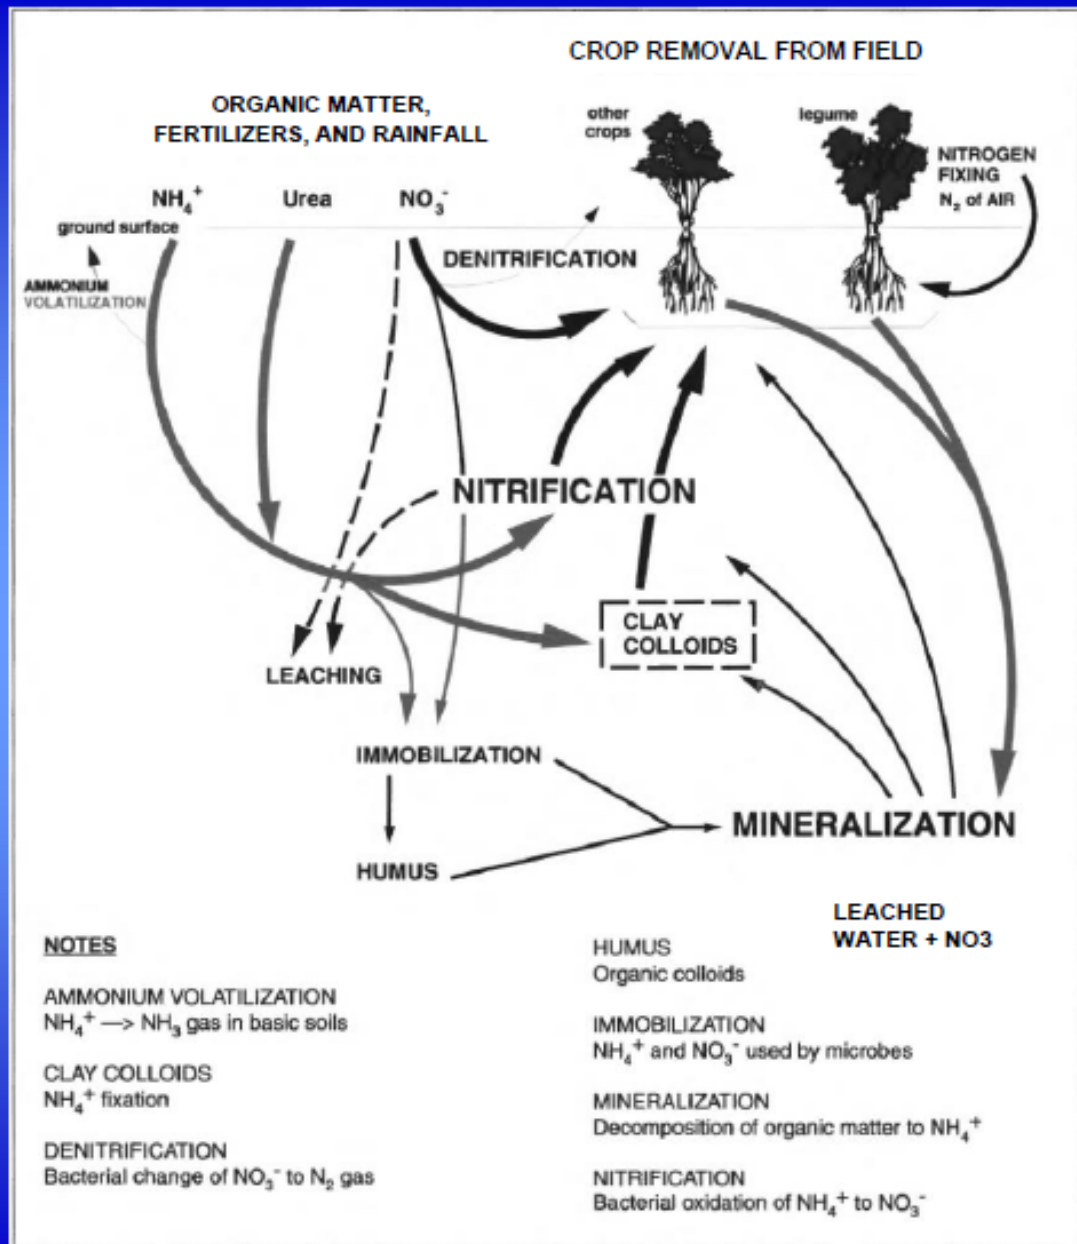 CROP REMOVAL FROM FIELD
ORGANIC MATTER,
FERTILIZERS, AND RAINFALL
other
crops
legume
NITROGEN
FIXING
N₂ of AIR
NH₄⁺
Urea
NO₃⁻
ground surface
DENITRIFICATION
AMMONIUM
VOLATILIZATION
NITRIFICATION
CLAY
COLLOIDS
LEACHING
IMMOBILIZATION
MINERALIZATION
HUMUS
LEACHED
WATER + NO3
NOTES
AMMONIUM VOLATILIZATION
NH₄⁺ —> NH₃ gas in basic soils
CLAY COLLOIDS
NH₄⁺ fixation
DENITRIFICATION
Bacterial change of NO₃⁻ to N₂ gas
HUMUS
Organic colloids
IMMOBILIZATION
NH₄⁺ and NO₃⁻ used by microbes
MINERALIZATION
Decomposition of organic matter to NH₄⁺
NITRIFICATION
Bacterial oxidation of NH₄⁺ to NO₃⁻